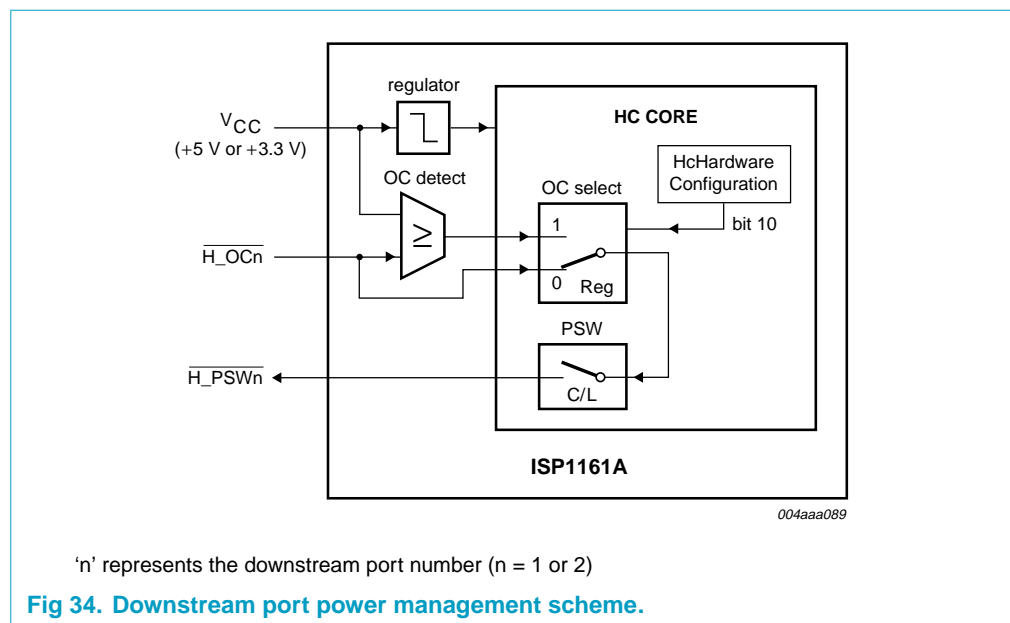 regulator
VCC
(+5 V or +3.3 V)
HC CORE
HcHardware
Configuration
OC detect
OC select
1
bit 10
≥
H_OCn
0
Reg
PSW
H_PSWn
C/L
ISP1161A
004aaa089
‘n’ represents the downstream port number (n = 1 or 2)
Fig 34. Downstream port power management scheme.